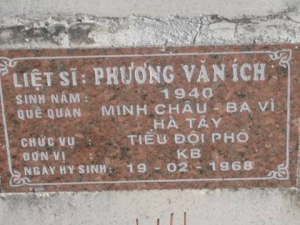 LIỆT SĨ: PHƯƠNG VĂN ÍCH
SINH NĂM: 1940
QUÊ QUÁN MINH CHÂU - BA VÌ
HÀ TÂY
CHỨC VỤ : TIỂU ĐỘI PHÓ
ĐƠN VỊ KB
NGÀY HY SINH: 19 - 02 - 1968